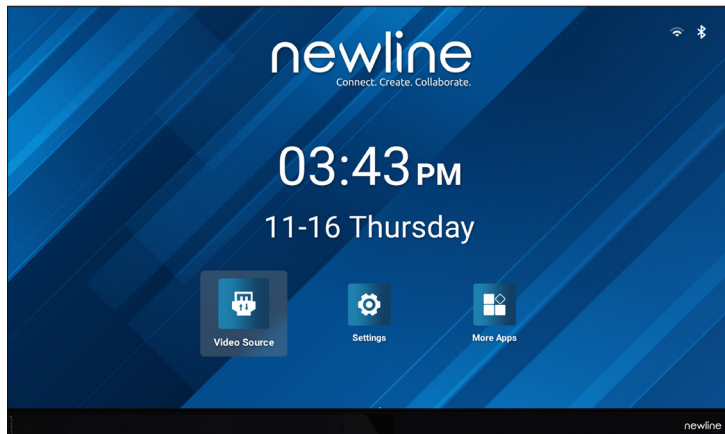 newline
Connect. Create. Collaborate.
03:43 PM
11-16 Thursday
Video Source
Settings
More Apps
newline